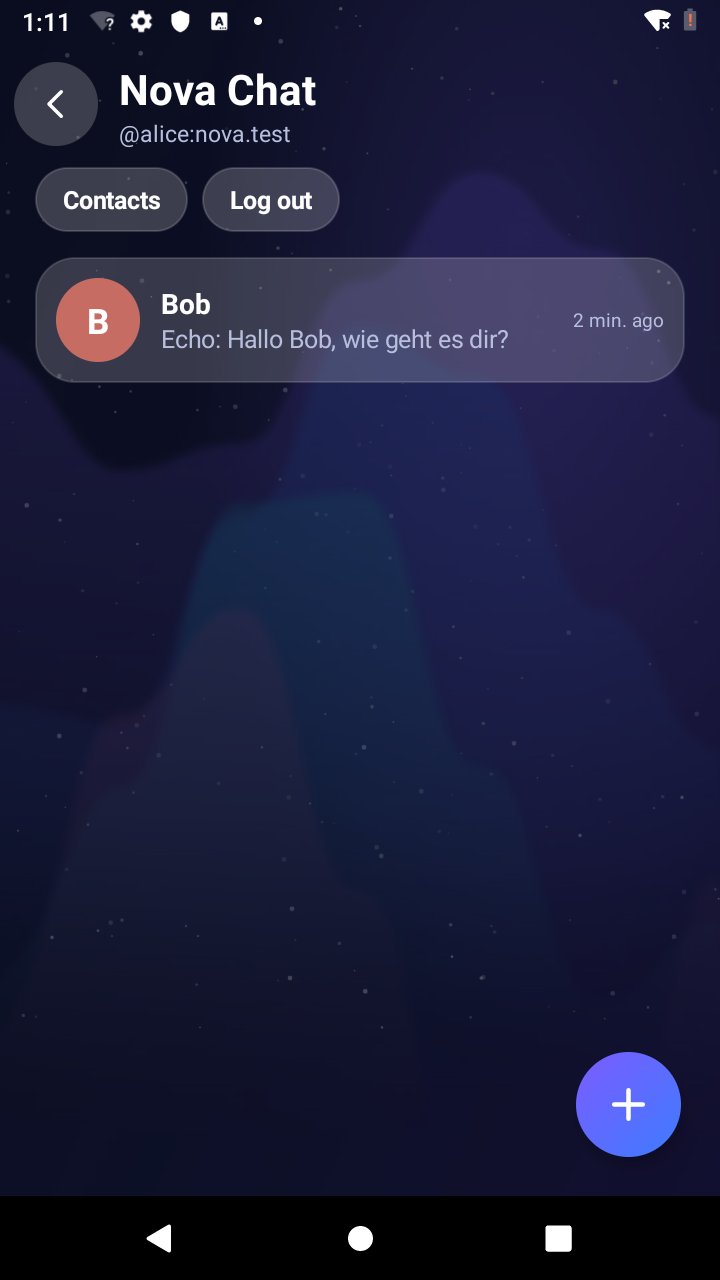 1:11
Nova Chat
@alice:nova.test
Contacts
Log out
B
Bob
Echo: Hallo Bob, wie geht es dir?
2 min. ago